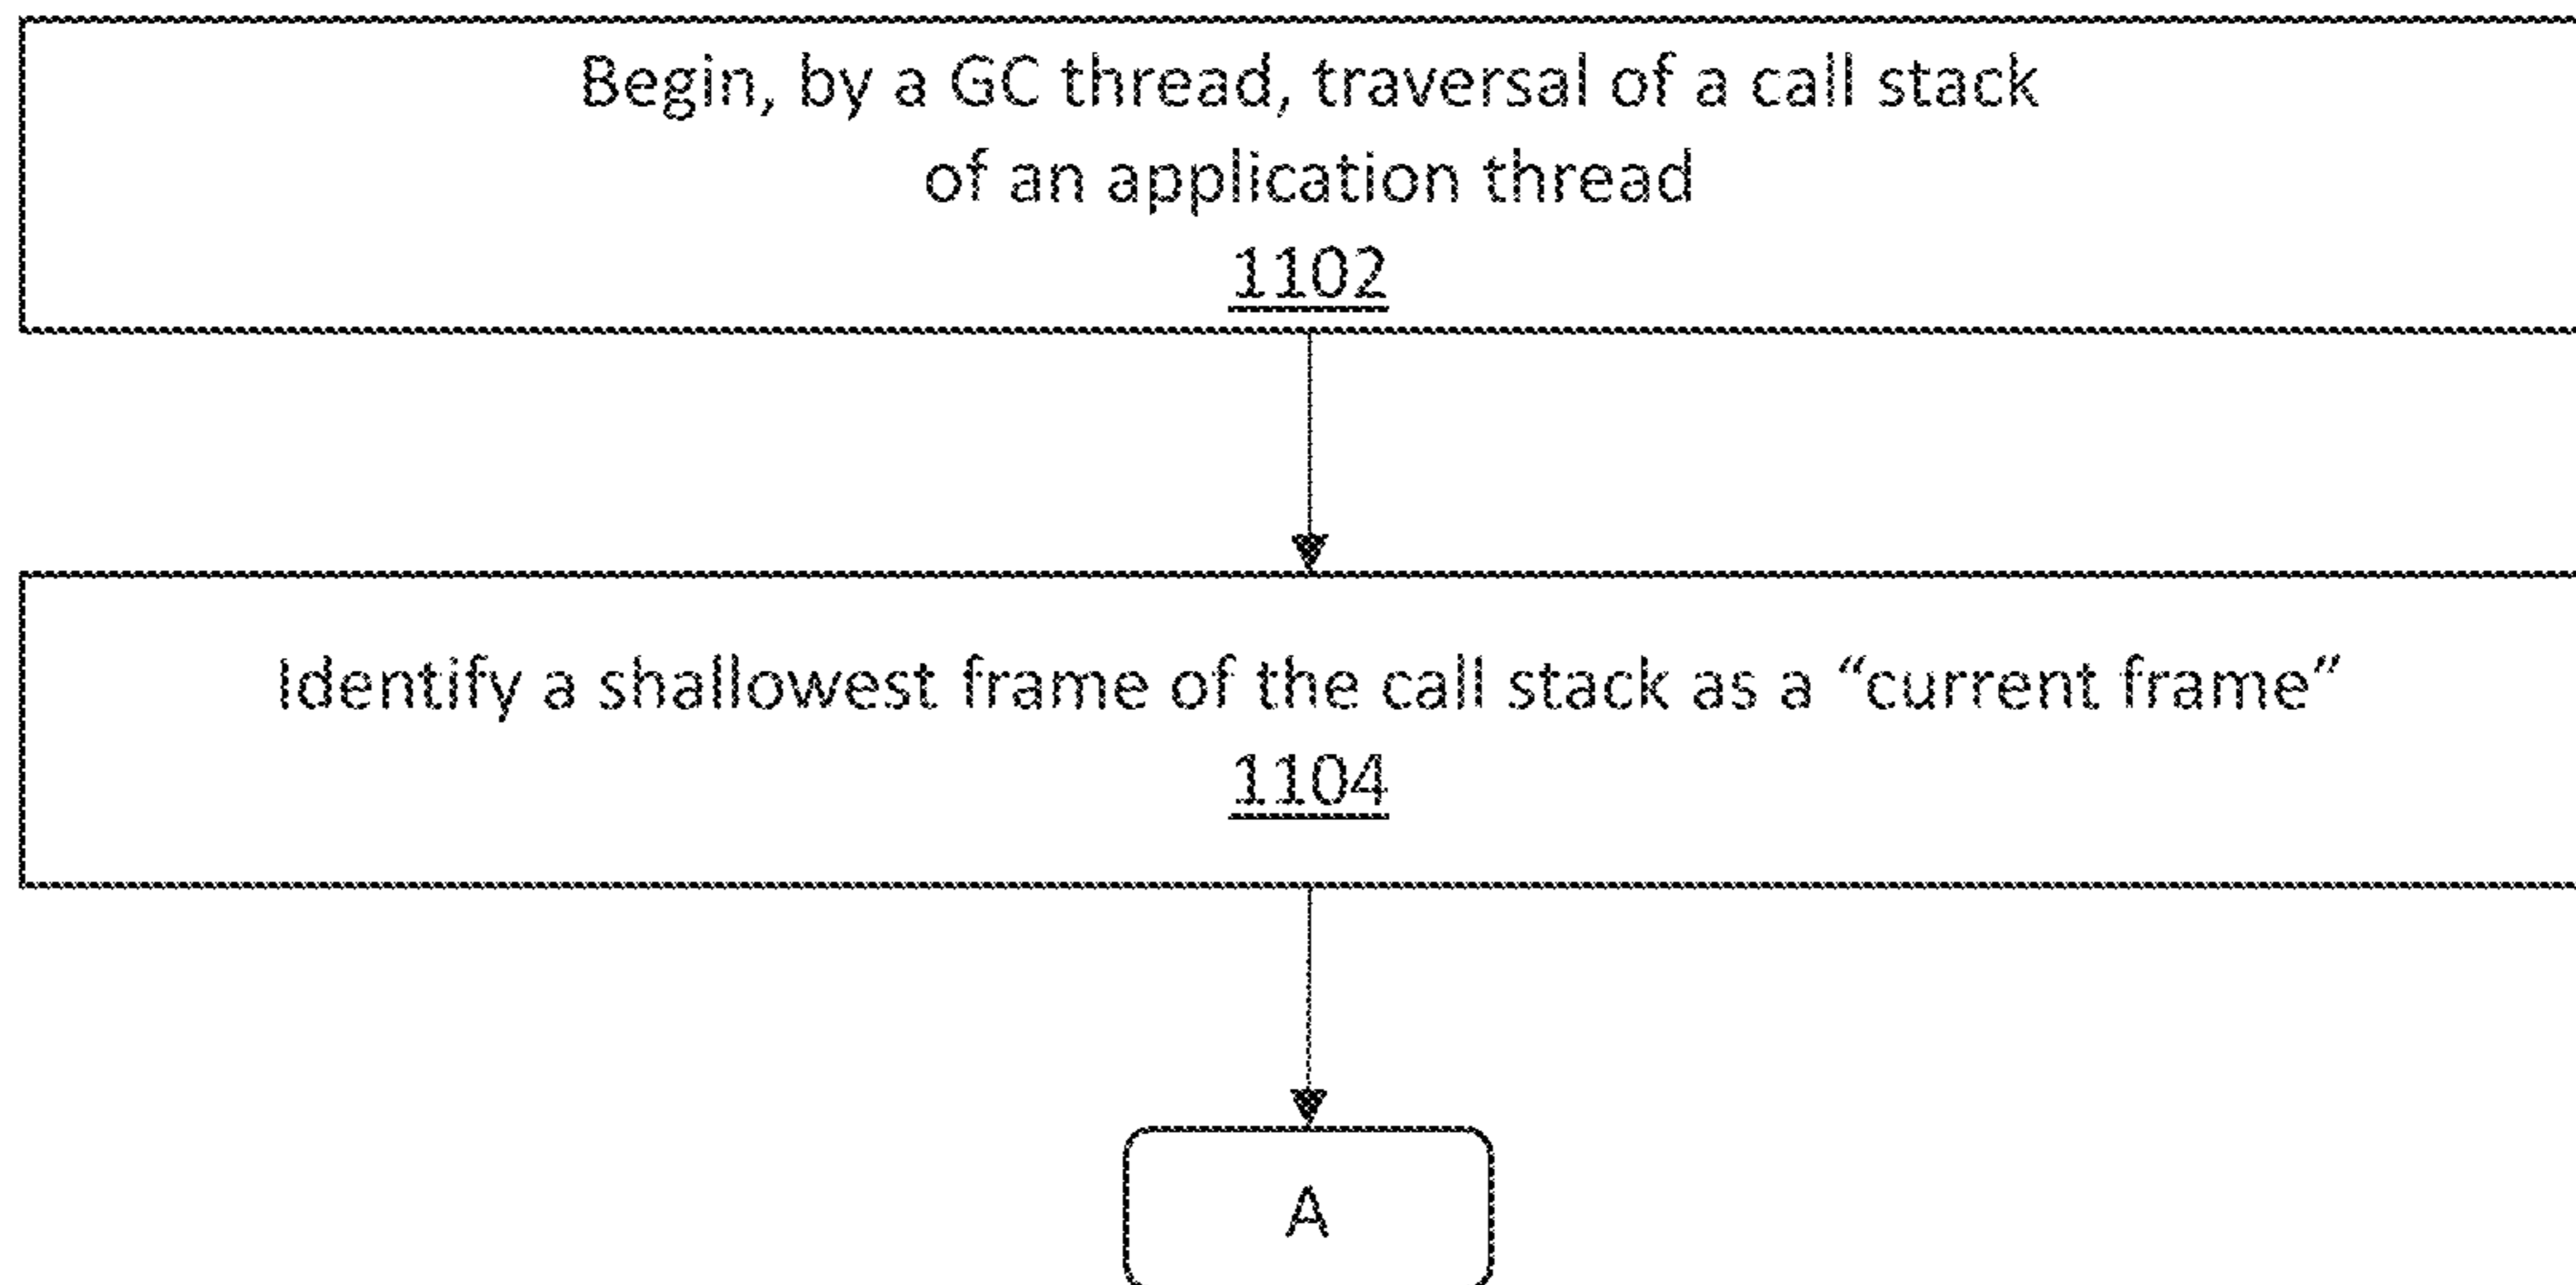 Begin, by a GC thread, traversal of a call stack
of an application thread
1102
Identify a shallowest frame of the call stack as a “current frame”
1104
A